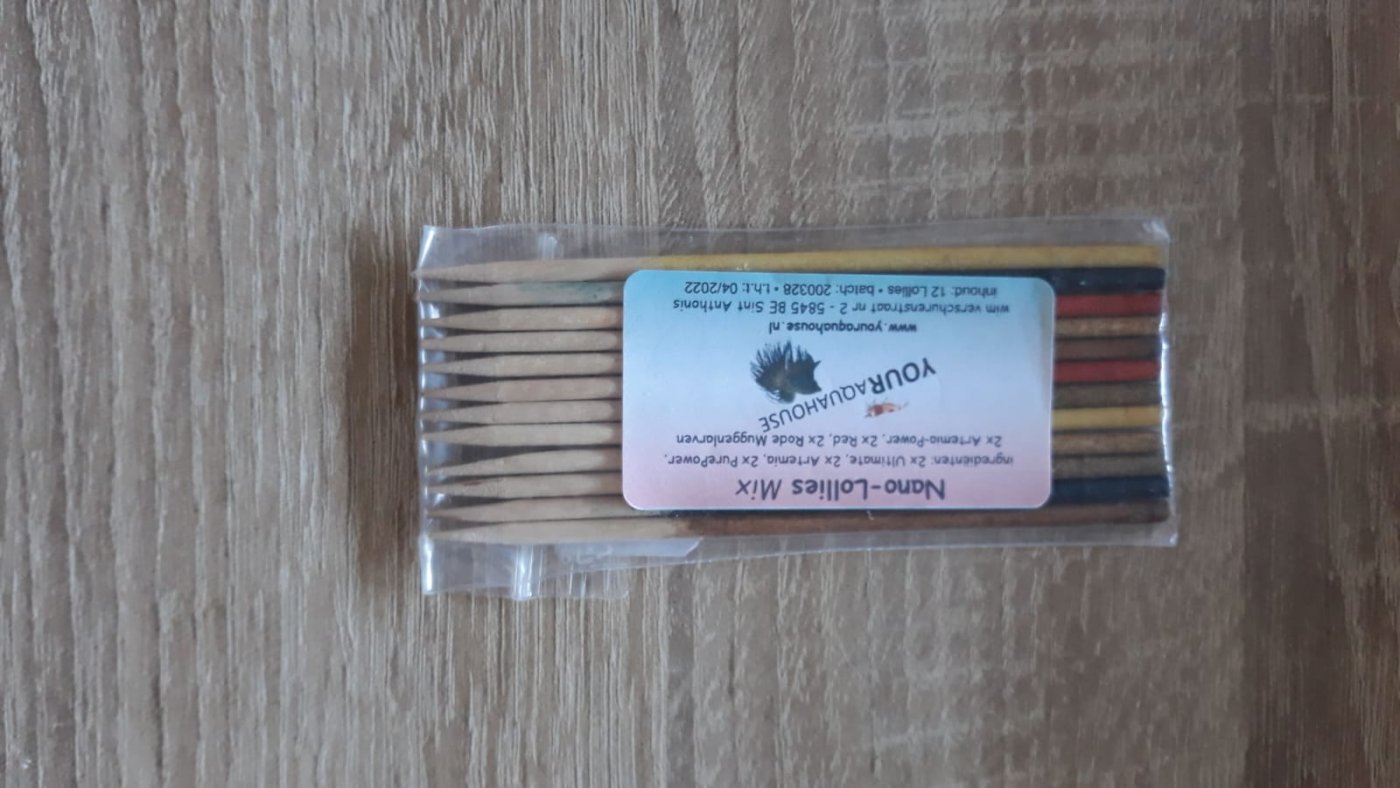 Nano-Lollies Mix
ingrediënten: 2x Ultimate, 2x Artemia, 2x PurePower,
2x Artemia-Power, 2x Red, 2x Rode Muggenlarven
YOURAQUAHOUSE
www.youraquahouse.nl
wim verschurenstraat nr 2 - 5845 BE Sint Anthonis
inhoud: 12 Lollies • batch: 200328 • t.h.t: 04/2022